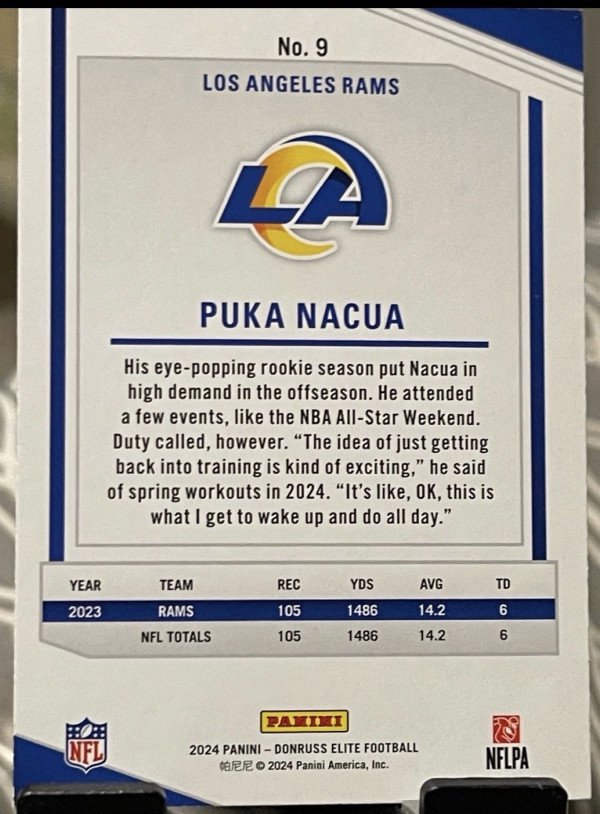 No. 9
LOS ANGELES RAMS
LA
PUKA NACUA
His eye-popping rookie season put Nacua in
high demand in the offseason. He attended
a few events, like the NBA All-Star Weekend.
Duty called, however. “The idea of just getting
back into training is kind of exciting,” he said
of spring workouts in 2024. “It’s like, OK, this is
what I get to wake up and do all day.”
YEAR TEAM REC YDS AVG TD
2023 RAMS 105 1486 14.2 6
NFL TOTALS 105 1486 14.2 6
PANINI
NFL
2024 PANINI – DONRUSS ELITE FOOTBALL
帕尼尼 © 2024 Panini America, Inc.
NFLPA